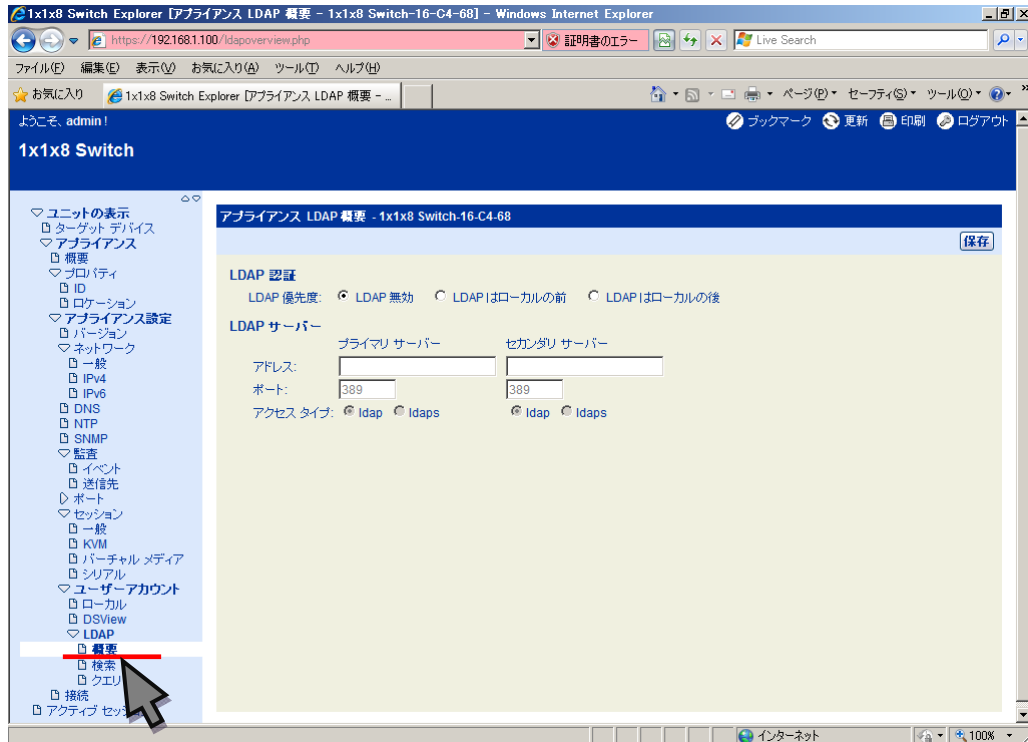 1x1x8 Switch Explorer [アプライアンス LDAP 概要 - 1x1x8 Switch-16-C4-68] - Windows Internet Explorer
https://192.168.1.100/ldapoverview.php 証明書のエラー Live Search
ファイル(F) 編集(E) 表示(V) お気に入り(A) ツール(T) ヘルプ(H)
お気に入り 1x1x8 Switch Explorer [アプライアンス LDAP 概要 - ... ページ(P) セーフティ(S) ツール(O)
ようこそ、admin ! ブックマーク 更新 印刷 ログアウト
1x1x8 Switch
ユニットの表示
ターゲット デバイス
アプライアンス
概要
プロパティ
ID
ロケーション
アプライアンス設定
バージョン
ネットワーク
一般
IPv4
IPv6
DNS
NTP
SNMP
監査
イベント
送信先
ポート
セッション
一般
KVM
バーチャル メディア
シリアル
ユーザーアカウント
ローカル
DSView
LDAP
概要
検索
クエリ
接続
アクティブ
アプライアンス LDAP 概要 - 1x1x8 Switch-16-C4-68
保存
LDAP 認証
LDAP 優先度: LDAP 無効 LDAP はローカルの前 LDAP はローカルの後
LDAP サーバー
プライマリ サーバー セカンダリ サーバー
アドレス:
ポート: 389 389
アクセス タイプ: ldap ldaps ldap ldaps
インターネット 100%